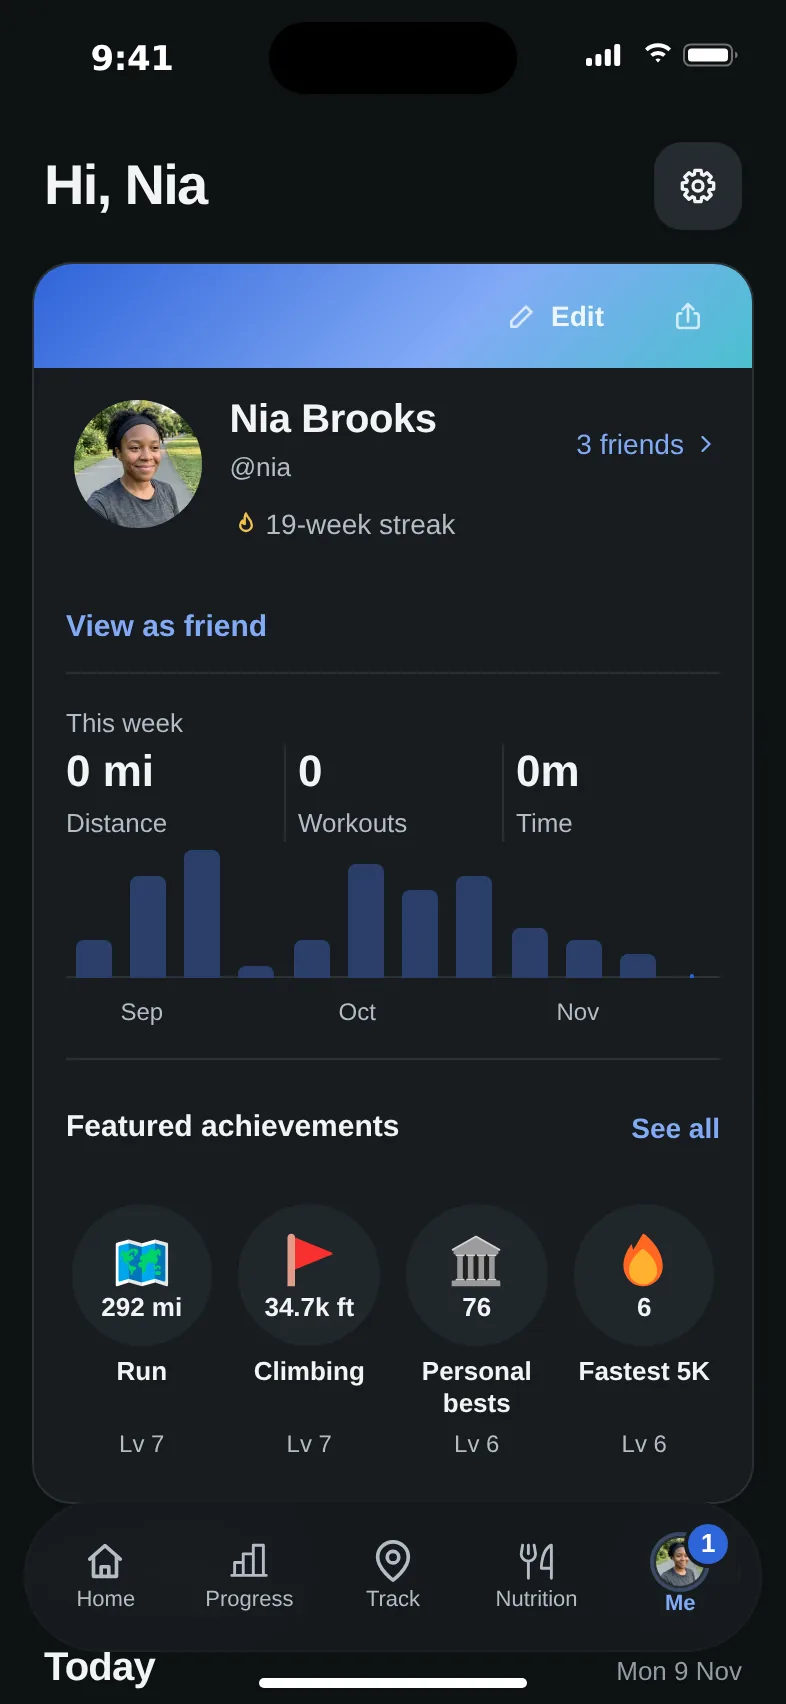 9:41
Hi, Nia
Edit
Nia Brooks
3 friends
@nia
19-week streak
View as friend
This week
0 mi
0
0m
Distance
Workouts
Time
Sep
Oct
Nov
Featured achievements
See all
292 mi
34.7k ft
76
6
Run
Climbing
Personal
bests
Fastest 5K
Lv 7
Lv 7
Lv 6
Lv 6
1
Home
Progress
Track
Nutrition
Me
Today
Mon 9 Nov